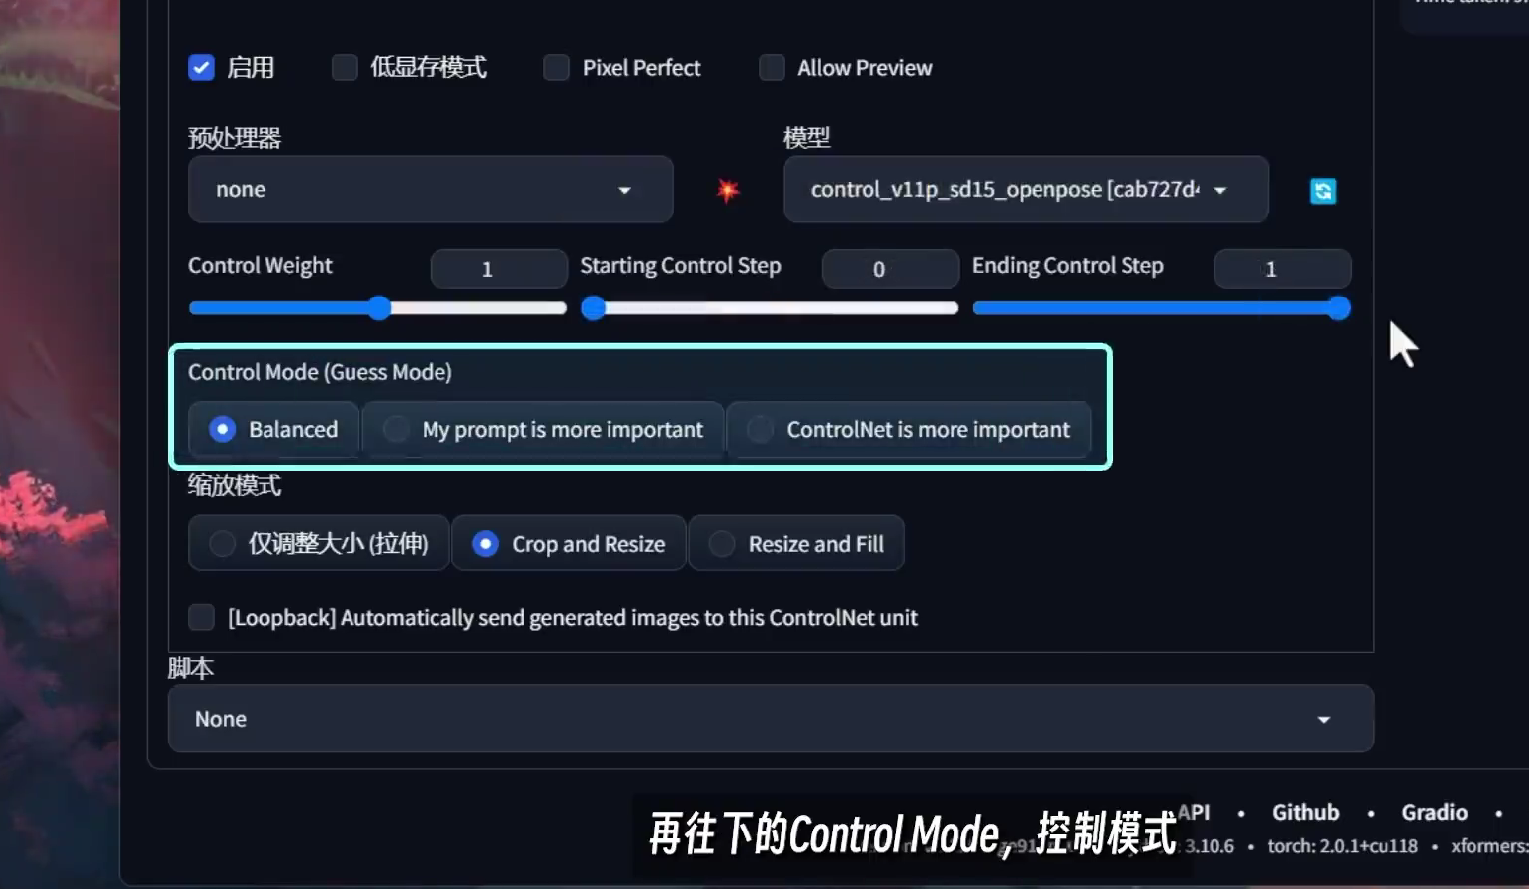 启用 低显存模式 Pixel Perfect Allow Preview
预处理器 模型
none control_v11p_sd15_openpose [cab727d4
Control Weight 1 Starting Control Step 0 Ending Control Step 1
Control Mode (Guess Mode)
Balanced My prompt is more important ControlNet is more important
缩放模式
仅调整大小 (拉伸) Crop and Resize Resize and Fill
[Loopback] Automatically send generated images to this ControlNet unit
脚本
None
API • Github • Gradio •
: 3.10.6 • torch: 2.0.1+cu118 • xformers:
再往下的Control Mode，控制模式